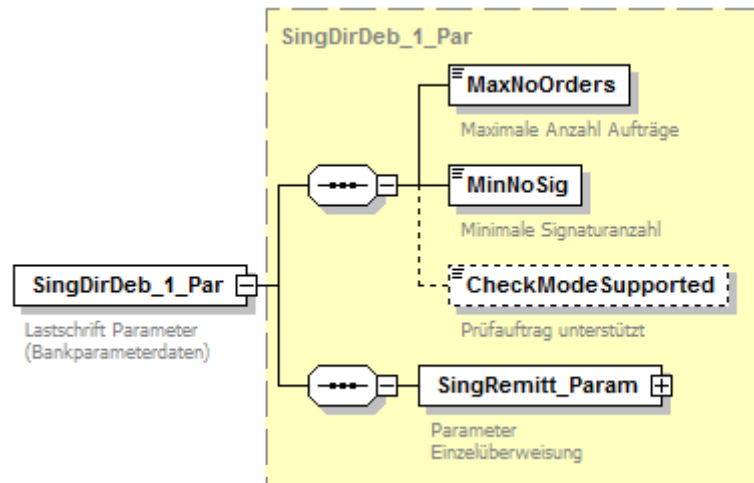 SingDirDeb_1_Par
MaxNoOrders
Maximale Anzahl Aufträge
MinNoSig
Minimale Signaturanzahl
CheckModeSupported
Prüfauftrag unterstützt
SingDirDeb_1_Par
Lastschrift Parameter
(Bankparameterdaten)
SingRemitt_Param
Parameter
Einzelüberweisung